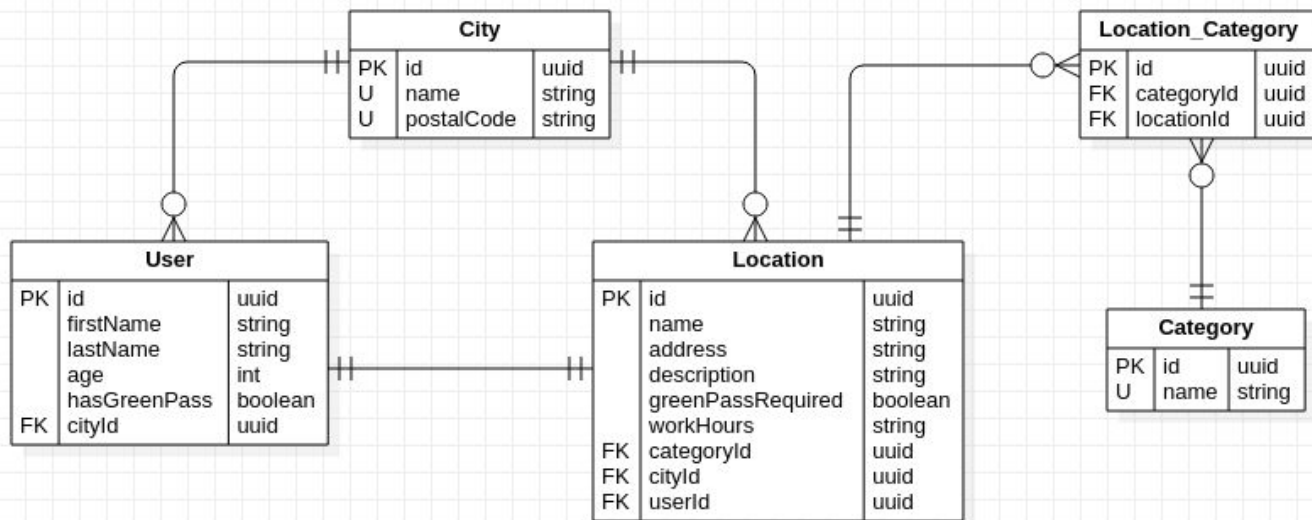 City
PK id uuid
U name string
U postalCode string
Location_Category
PK id uuid
FK categoryId uuid
FK locationId uuid
User
PK id uuid
firstName string
lastName string
age int
hasGreenPass boolean
FK cityId uuid
Location
PK id uuid
name string
address string
description string
greenPassRequired boolean
workHours string
FK categoryId uuid
FK cityId uuid
FK userId uuid
Category
PK id uuid
U name string